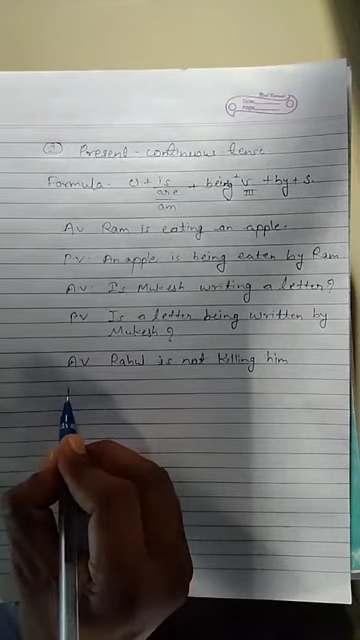 ② Present-continuous tense
Formula- O + is/are/am + being + V III + by + S.
AV Ram is eating an apple.
PV- An apple is being eaten by Ram
AV- Is Mukesh writing a letter?
PV Is a letter being written by
Mukesh?
AV Rahul is not killing him